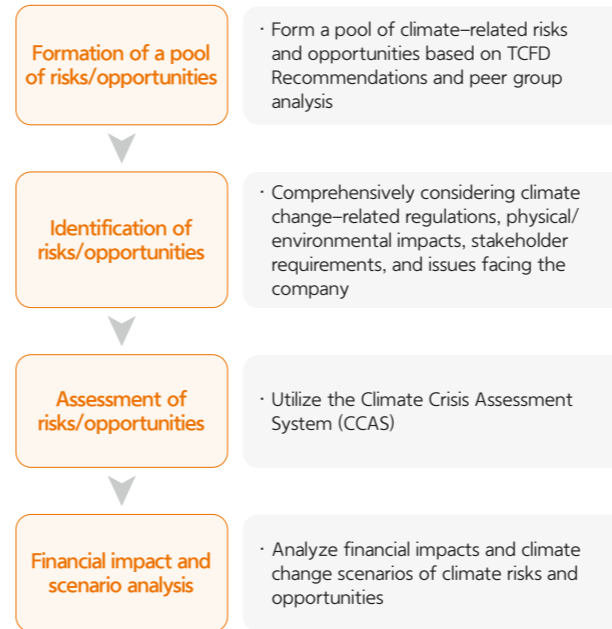 Formation of a pool
of risks/opportunities
· Form a pool of climate-related risks
and opportunities based on TCFD
Recommendations and peer group
analysis
Identification of
risks/opportunities
· Comprehensively considering climate
change-related regulations, physical/
environmental impacts, stakeholder
requirements, and issues facing the
company
Assessment of
risks/opportunities
· Utilize the Climate Crisis Assessment
System (CCAS)
Financial impact and
scenario analysis
· Analyze financial impacts and climate
change scenarios of climate risks and
opportunities